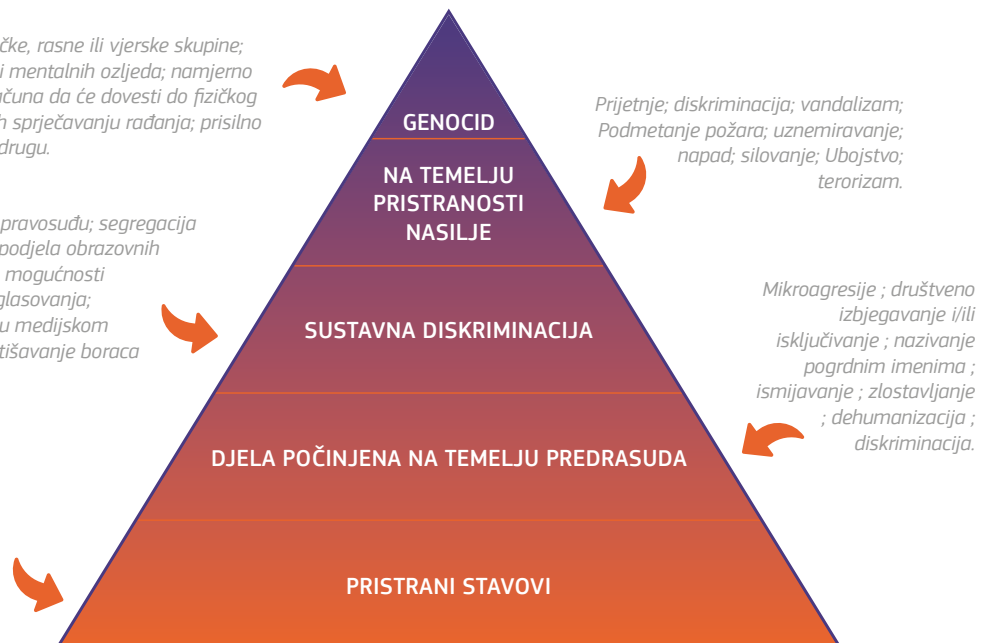 čke, rasne ili vjerske skupine;
i mentalnih ozljeda; namjerno
ačuna da će dovesti do fizičkog
h sprječavanju rađanja; prisilno
drugu.
GENOCID
Prijetnje; diskriminacija; vandalizam;
Podmetanje požara; uznemiravanje;
napad; silovanje; Ubojstvo;
terorizam.
NA TEMELJU
PRISTRANOSTI
NASILJE
pravosuđu; segregacija
podjela obrazovnih
mogućnosti
glasovanja;
u medijskom
tišavanje boraca
SUSTAVNA DISKRIMINACIJA
Mikroagresije ; društveno
izbjegavanje i/ili
isključivanje ; nazivanje
pogrdnim imenima ;
ismijavanje ; zlostavljanje
; dehumanizacija ;
diskriminacija.
DJELA POČINJENA NA TEMELJU PREDRASUDA
PRISTRANI STAVOVI